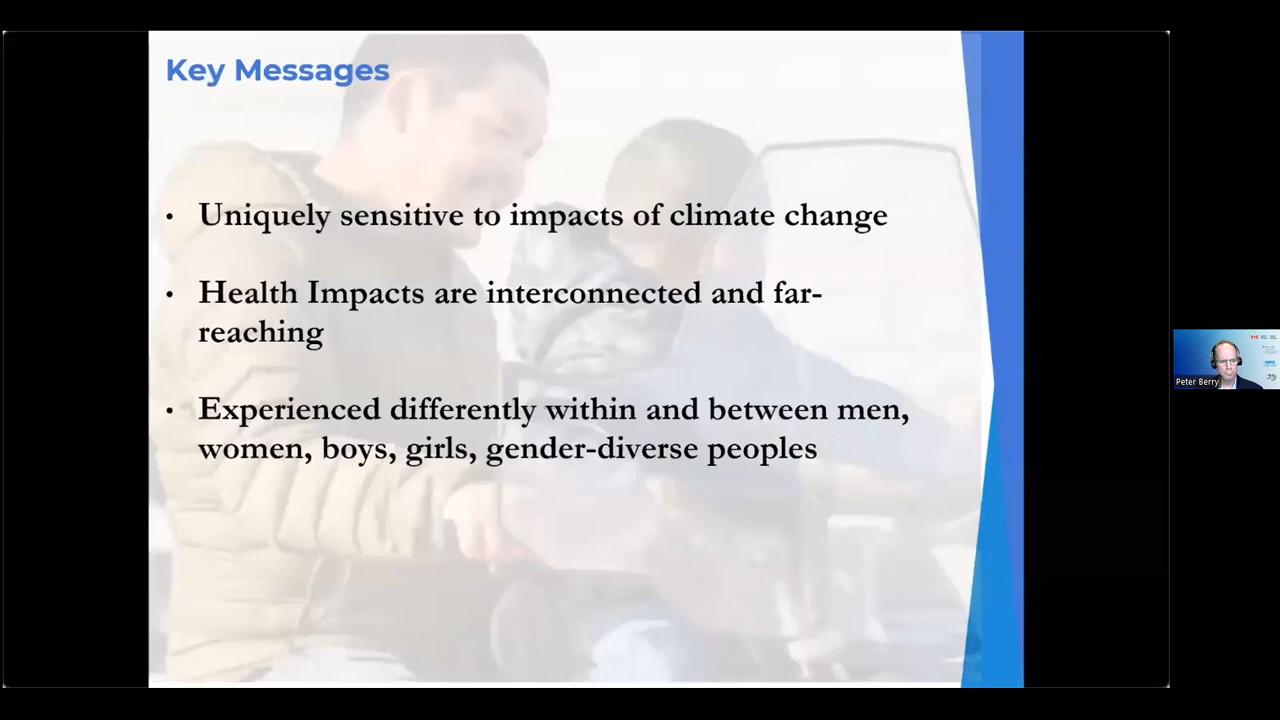 Key Messages
• Uniquely sensitive to impacts of climate change
• Health Impacts are interconnected and far-
reaching
• Experienced differently within and between men,
women, boys, girls, gender-diverse peoples
Peter Berry